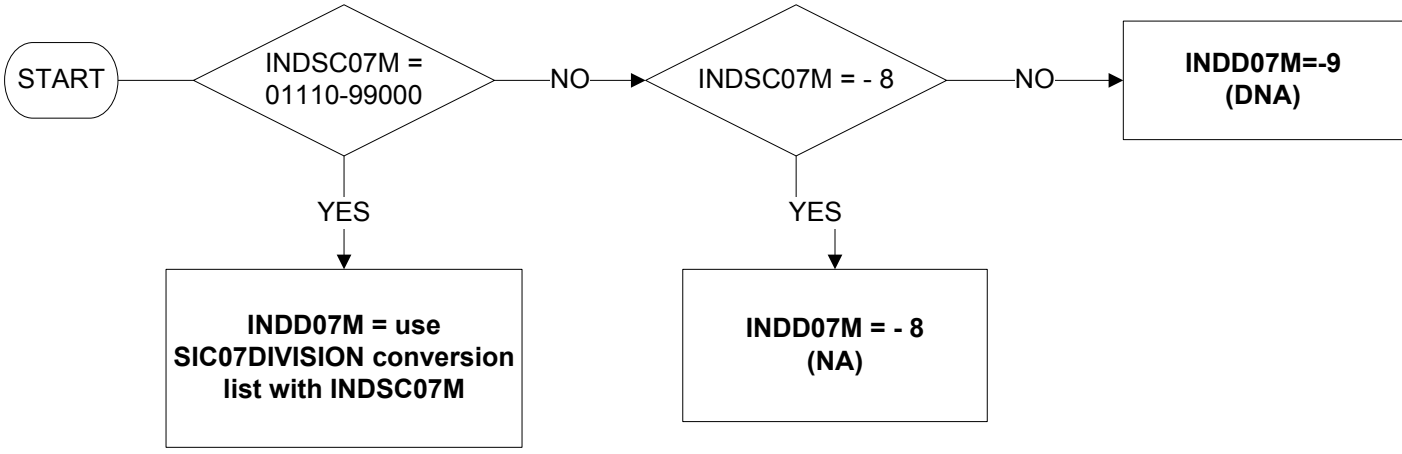 START
INDSC07M =
01110-99000
NO
INDSC07M = - 8
NO
INDD07M=-9
(DNA)
YES
YES
INDD07M = use
SIC07DIVISION conversion
list with INDSC07M
INDD07M = - 8
(NA)